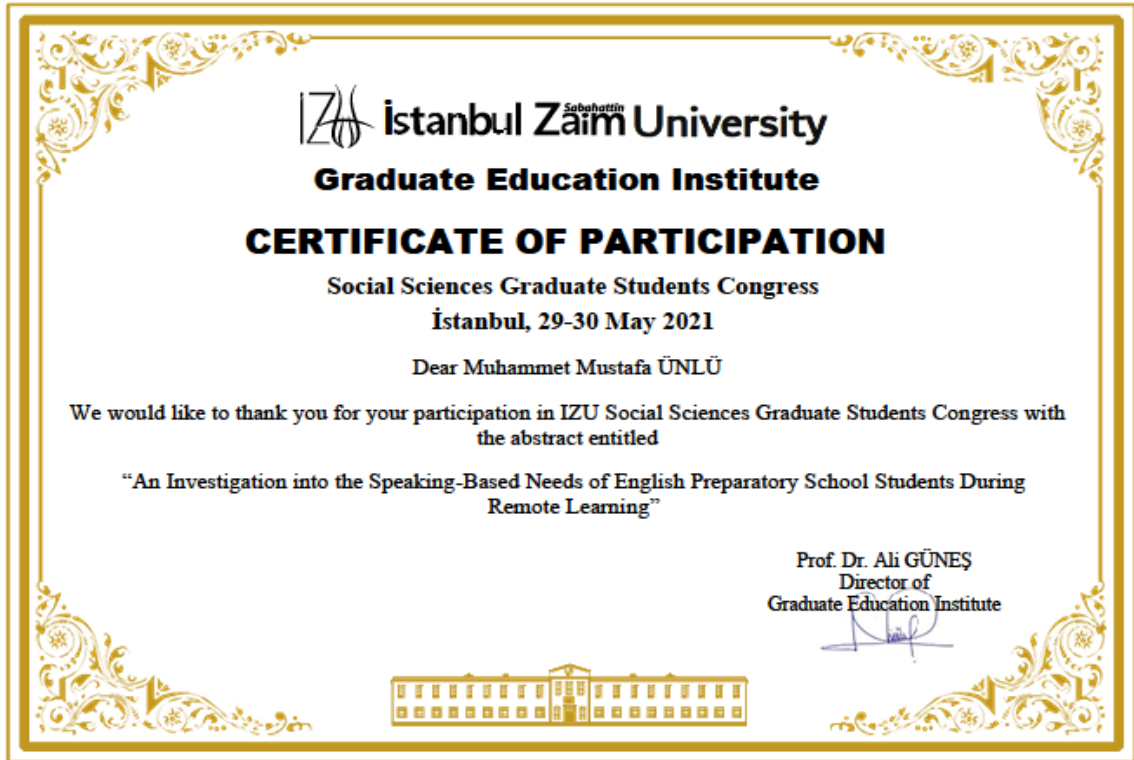 İZÜ İstanbul Sabahattin Zaim University
Graduate Education Institute
CERTIFICATE OF PARTICIPATION
Social Sciences Graduate Students Congress
İstanbul, 29-30 May 2021
Dear Muhammet Mustafa ÜNLÜ
We would like to thank you for your participation in IZU Social Sciences Graduate Students Congress with
the abstract entitled
“An Investigation into the Speaking-Based Needs of English Preparatory School Students During
Remote Learning”
Prof. Dr. Ali GÜNEŞ
Director of
Graduate Education Institute